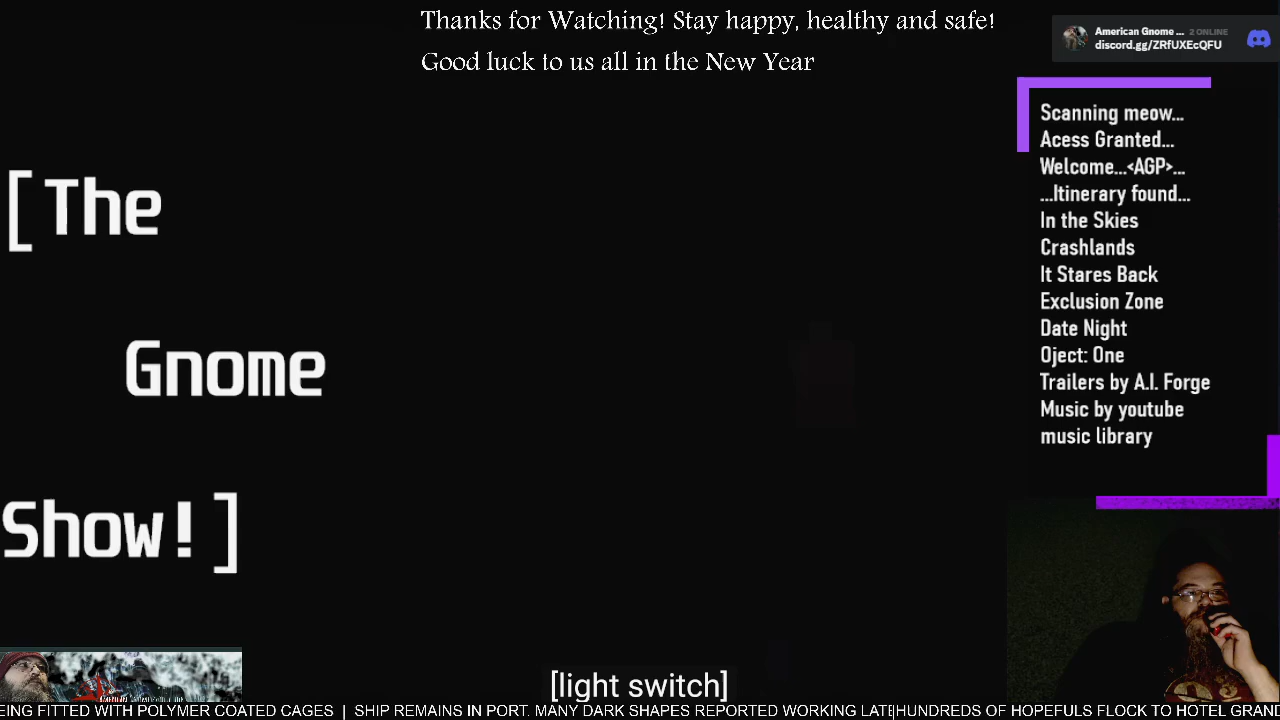 Thanks for Watching! Stay happy, healthy and safe!
Good luck to us all in the New Year
American Gnome ... 2 ONLINE
discord.gg/ZRfUXEcQFU
Scanning meow...
Acess Granted...
Welcome...<AGP>...
...Itinerary found...
In the Skies
Crashlands
It Stares Back
Exclusion Zone
Date Night
Oject: One
Trailers by A.I. Forge
Music by youtube
music library
[The
Gnome
Show!]
[light switch]
EING FITTED WITH POLYMER COATED CAGES | SHIP REMAINS IN PORT. MANY DARK SHAPES REPORTED WORKING LATE HUNDREDS OF HOPEFULS FLOCK TO HOTEL GRAND